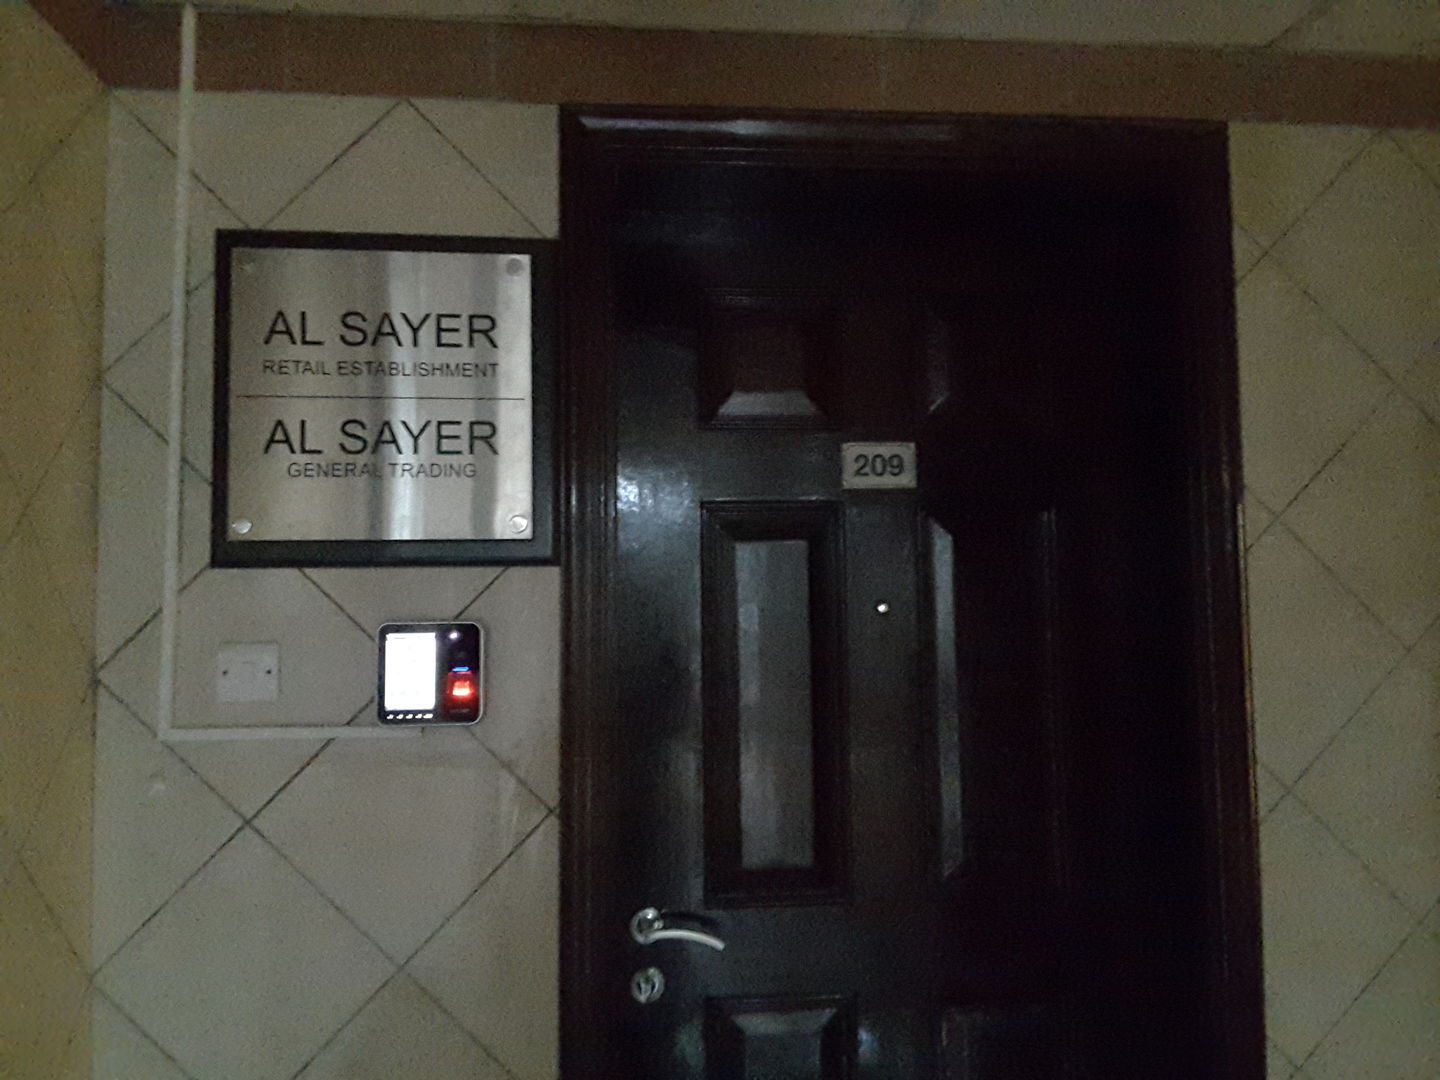 AL SAYER
RETAIL ESTABLISHMENT
AL SAYER
GENERAL TRADING
209